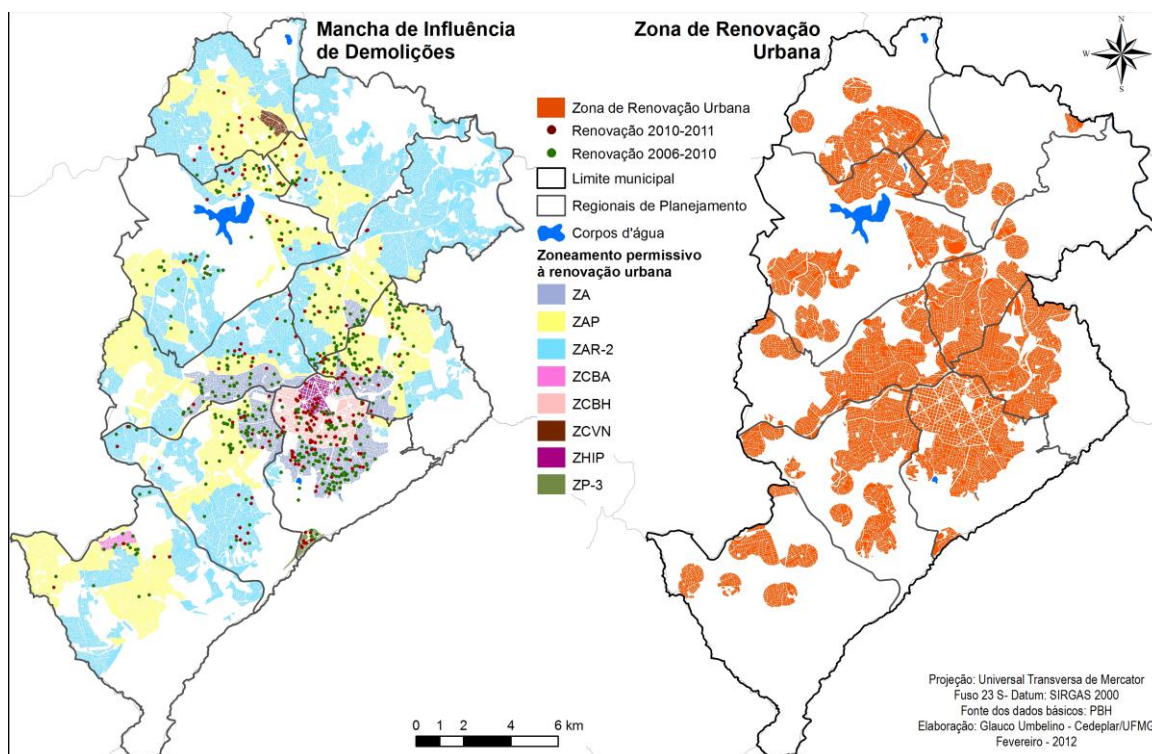 Mancha de Influência
de Demolições
Zona de Renovação
Urbana
N
W
E
S
Zona de Renovação Urbana
Renovação 2010-2011
Renovação 2006-2010
Limite municipal
Regionais de Planejamento
Corpos d'água
Zoneamento permissivo
à renovação urbana
ZA
ZAP
ZAR-2
ZCBA
ZCBH
ZCVN
ZHIP
ZP-3
0 1 2 4 6 km
Projeção: Universal Transversa de Mercator
Fuso 23 S- Datum: SIRGAS 2000
Fonte dos dados básicos: PBH
Elaboração: Glauco Umbelino - Cedeplar/UFMG
Fevereiro - 2012